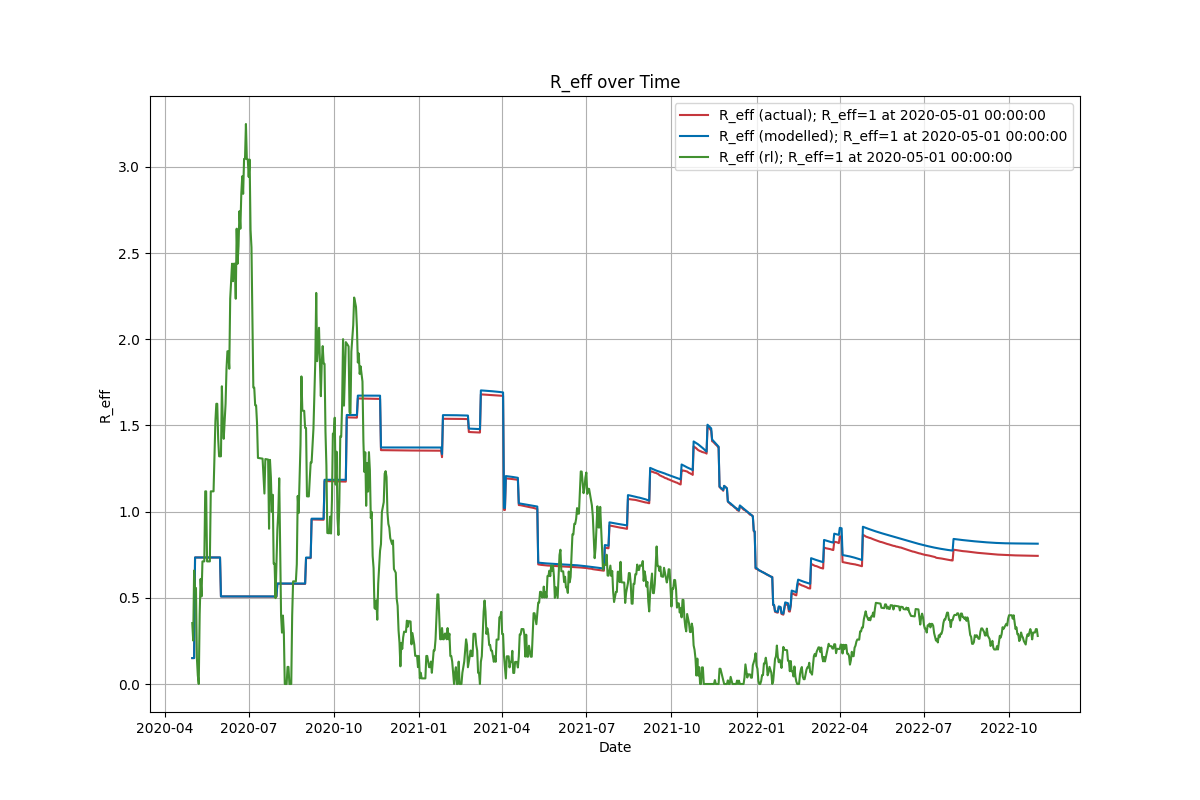 R_eff over Time
R_eff (actual); R_eff=1 at 2020-05-01 00:00:00
R_eff (modelled); R_eff=1 at 2020-05-01 00:00:00
R_eff (rl); R_eff=1 at 2020-05-01 00:00:00
R_eff
3.0
2.5
2.0
1.5
1.0
0.5
0.0
2020-04 2020-07 2020-10 2021-01 2021-04 2021-07 2021-10 2022-01 2022-04 2022-07 2022-10
Date